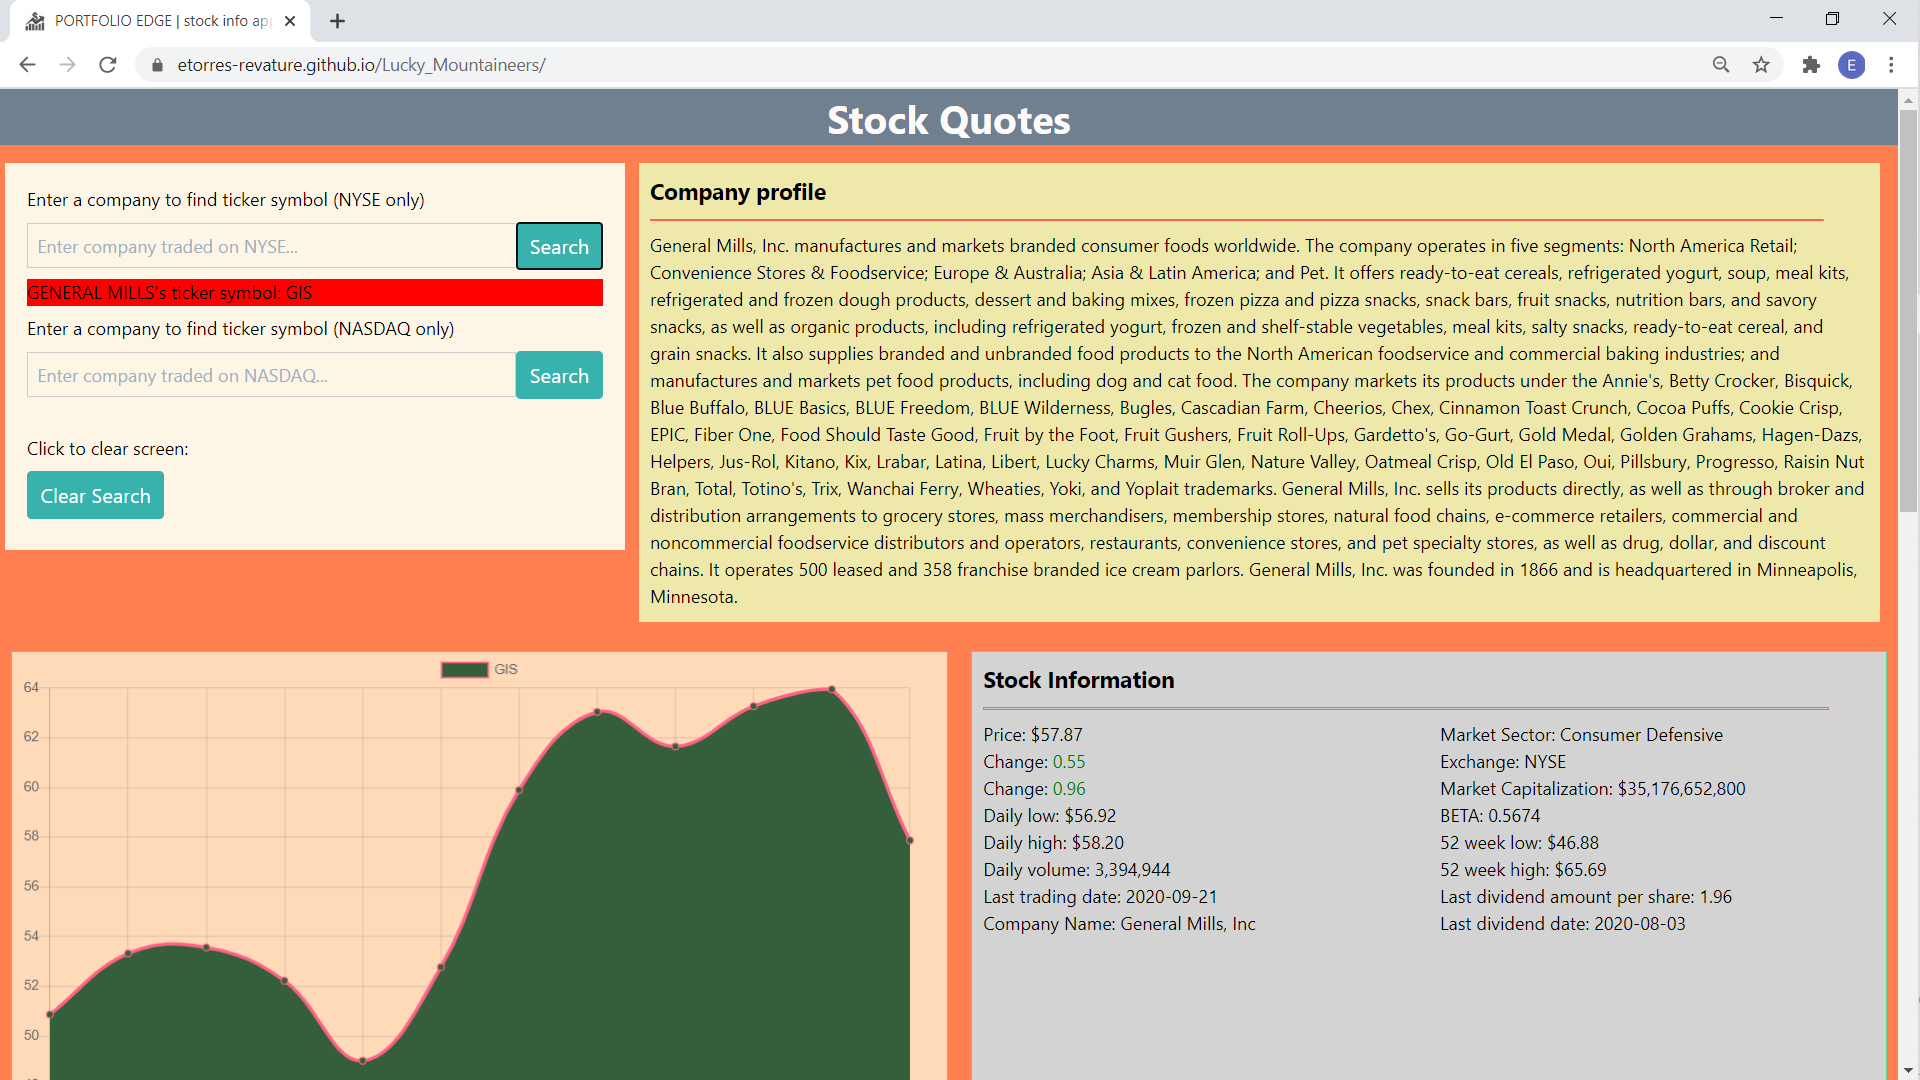 PORTFOLIO EDGE | stock info app
etorres-revature.github.io/Lucky_Mountaineers/
E
Stock Quotes
Enter a company to find ticker symbol (NYSE only)
Enter company traded on NYSE...
Search
GENERAL MILLS's ticker symbol: GIS
Enter a company to find ticker symbol (NASDAQ only)
Enter company traded on NASDAQ...
Search
Click to clear screen:
Clear Search
Company profile
General Mills, Inc. manufactures and markets branded consumer foods worldwide. The company operates in five segments: North America Retail;
Convenience Stores & Foodservice; Europe & Australia; Asia & Latin America; and Pet. It offers ready-to-eat cereals, refrigerated yogurt, soup, meal kits,
refrigerated and frozen dough products, dessert and baking mixes, frozen pizza and pizza snacks, snack bars, fruit snacks, nutrition bars, and savory
snacks, as well as organic products, including refrigerated yogurt, frozen and shelf-stable vegetables, meal kits, salty snacks, ready-to-eat cereal, and
grain snacks. It also supplies branded and unbranded food products to the North American foodservice and commercial baking industries; and
manufactures and markets pet food products, including dog and cat food. The company markets its products under the Annie's, Betty Crocker, Bisquick,
Blue Buffalo, BLUE Basics, BLUE Freedom, BLUE Wilderness, Bugles, Cascadian Farm, Cheerios, Chex, Cinnamon Toast Crunch, Cocoa Puffs, Cookie Crisp,
EPIC, Fiber One, Food Should Taste Good, Fruit by the Foot, Fruit Gushers, Fruit Roll-Ups, Gardetto's, Go-Gurt, Gold Medal, Golden Grahams, Hagen-Dazs,
Helpers, Jus-Rol, Kitano, Kix, Lrabar, Latina, Libert, Lucky Charms, Muir Glen, Nature Valley, Oatmeal Crisp, Old El Paso, Oui, Pillsbury, Progresso, Raisin Nut
Bran, Total, Totino's, Trix, Wanchai Ferry, Wheaties, Yoki, and Yoplait trademarks. General Mills, Inc. sells its products directly, as well as through broker and
distribution arrangements to grocery stores, mass merchandisers, membership stores, natural food chains, e-commerce retailers, commercial and
noncommercial foodservice distributors and operators, restaurants, convenience stores, and pet specialty stores, as well as drug, dollar, and discount
chains. It operates 500 leased and 358 franchise branded ice cream parlors. General Mills, Inc. was founded in 1866 and is headquartered in Minneapolis,
Minnesota.
GIS
64
62
60
58
56
54
52
50
Stock Information
Price: $57.87
Change: 0.55
Change: 0.96
Daily low: $56.92
Daily high: $58.20
Daily volume: 3,394,944
Last trading date: 2020-09-21
Company Name: General Mills, Inc
Market Sector: Consumer Defensive
Exchange: NYSE
Market Capitalization: $35,176,652,800
BETA: 0.5674
52 week low: $46.88
52 week high: $65.69
Last dividend amount per share: 1.96
Last dividend date: 2020-08-03